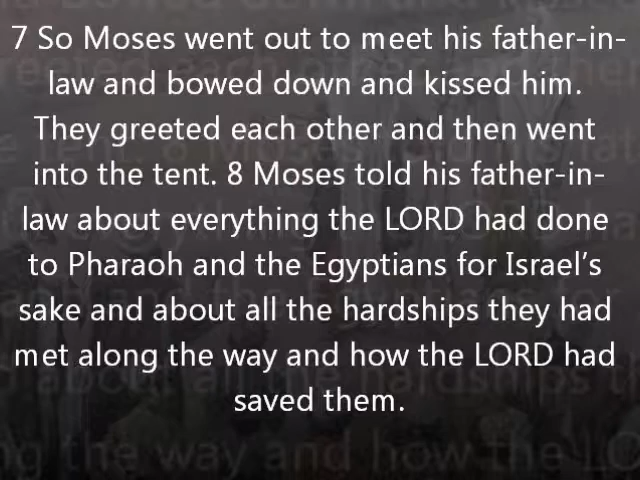 7 So Moses went out to meet his father-in-
law and bowed down and kissed him.
They greeted each other and then went
into the tent. 8 Moses told his father-in-
law about everything the LORD had done
to Pharaoh and the Egyptians for Israel’s
sake and about all the hardships they had
met along the way and how the LORD had
saved them.